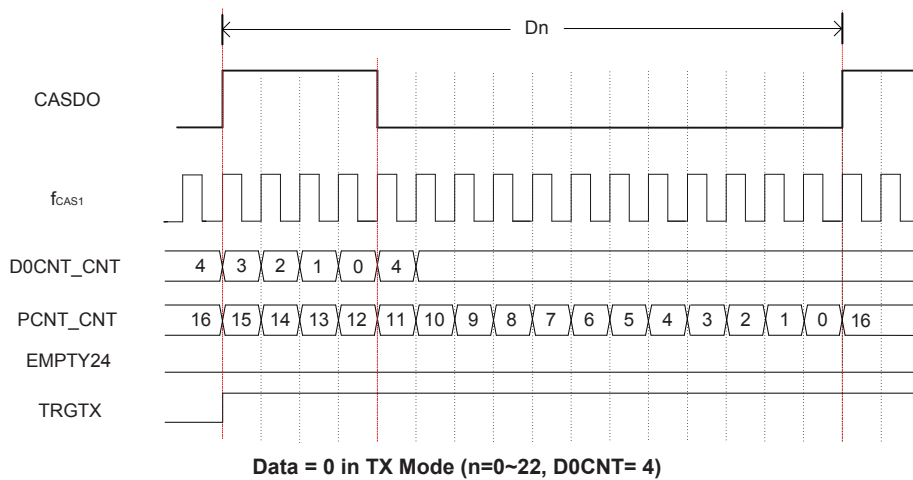 Dn
CASDO
fCAS1
D0CNT_CNT 4 3 2 1 0 4
PCNT_CNT 16 15 14 13 12 11 10 9 8 7 6 5 4 3 2 1 0 16
EMPTY24
TRGTX
Data = 0 in TX Mode (n=0~22, D0CNT= 4)